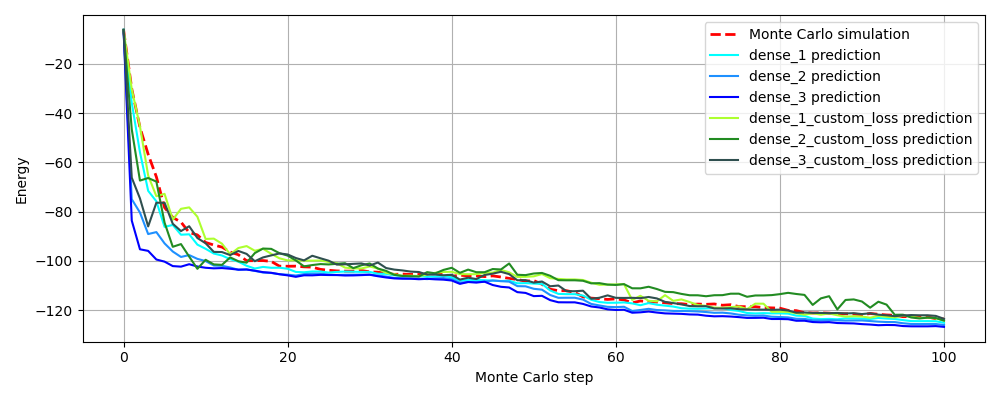 Monte Carlo simulation
dense_1 prediction
dense_2 prediction
dense_3 prediction
dense_1_custom_loss prediction
dense_2_custom_loss prediction
dense_3_custom_loss prediction
−20
−40
−60
−80
−100
−120
Energy
0 20 40 60 80 100
Monte Carlo step